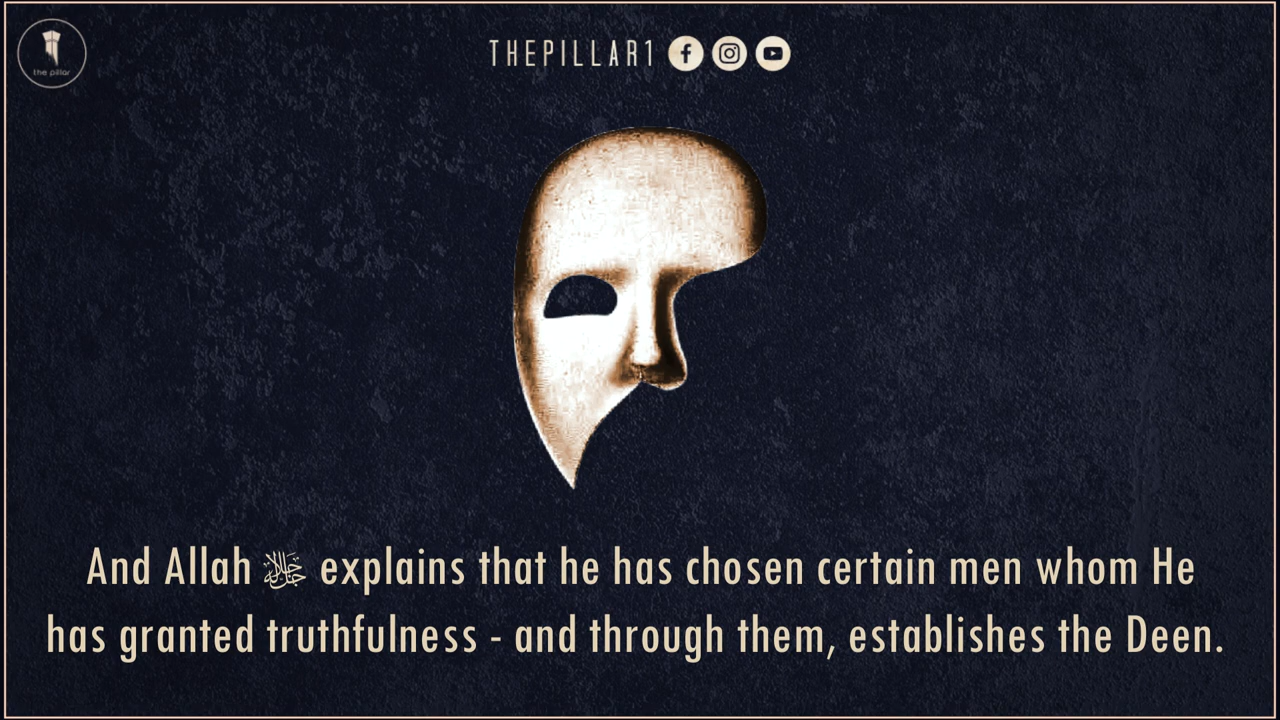 the pillar
THEPILLAR1
And Allah ﷻ explains that he has chosen certain men whom He
has granted truthfulness - and through them, establishes the Deen.